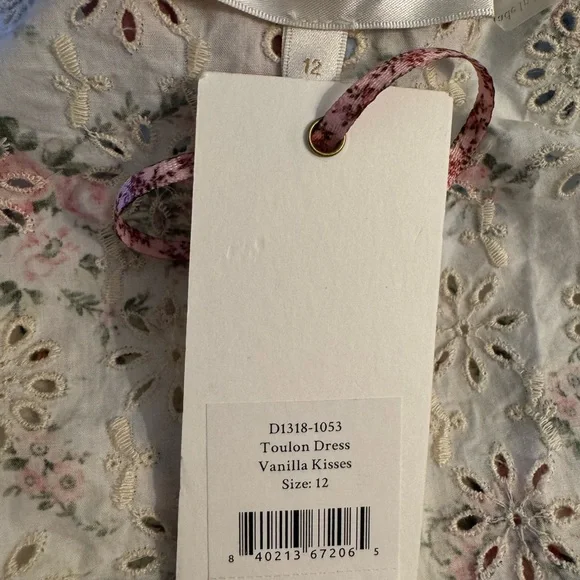 12
D1318-1053
Toulon Dress
Vanilla Kisses
Size: 12
8 40213 67206 5